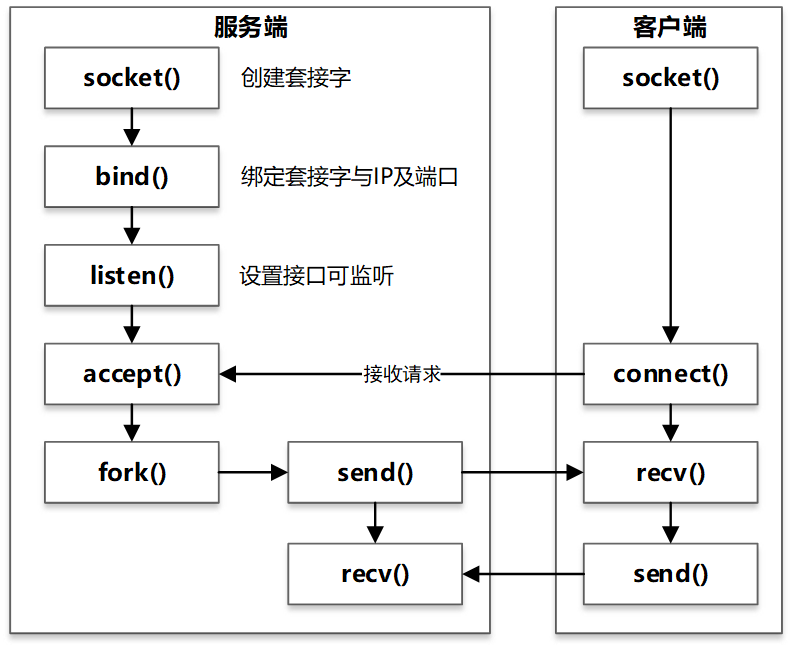 服务端
socket()
创建套接字
bind()
绑定套接字与IP及端口
listen()
设置接口可监听
accept()
fork()
send()
recv()
接收请求
客户端
socket()
connect()
recv()
send()